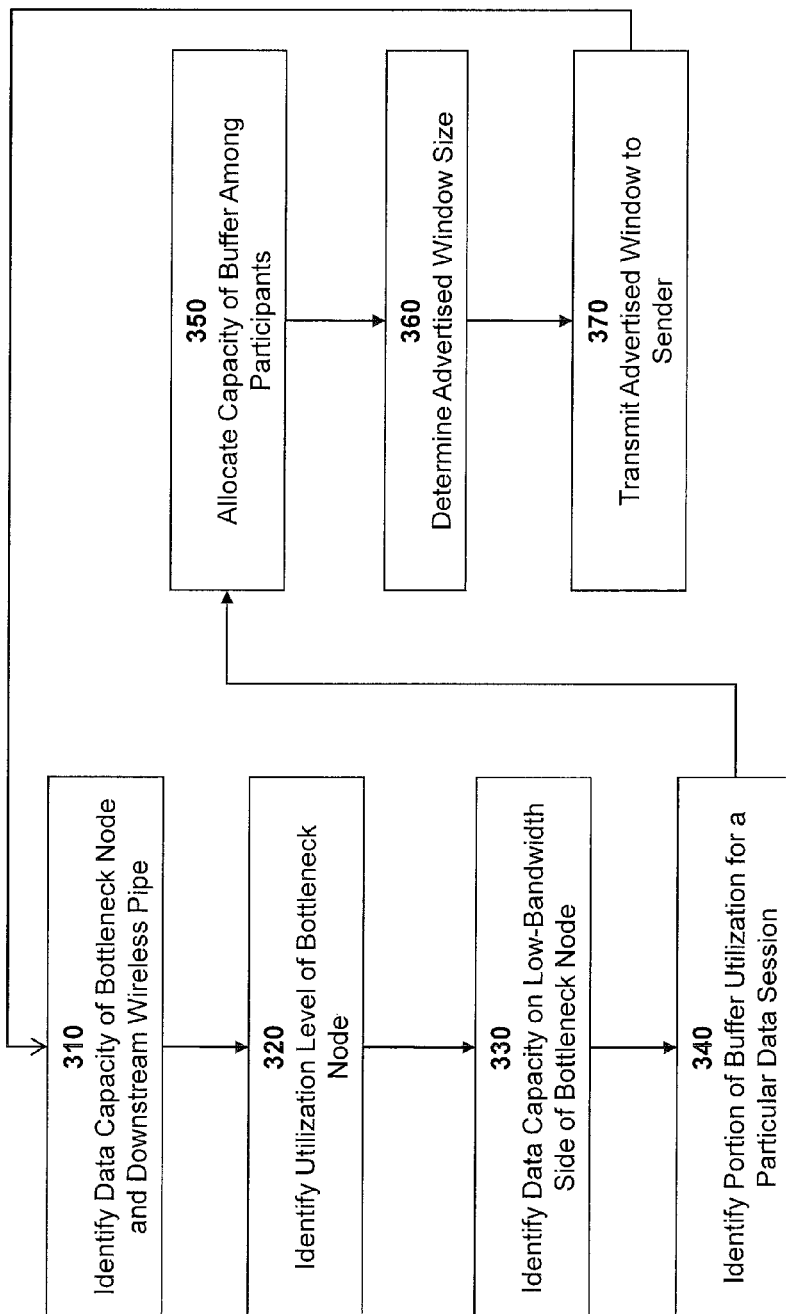 310
Identify Data Capacity of Bottleneck Node
and Downstream Wireless Pipe
320
Identify Utilization Level of Bottleneck
Node
330
Identify Data Capacity on Low-Bandwidth
Side of Bottleneck Node
340
Identify Portion of Buffer Utilization for a
Particular Data Session
350
Allocate Capacity of Buffer Among
Participants
360
Determine Advertised Window Size
370
Transmit Advertised Window to
Sender